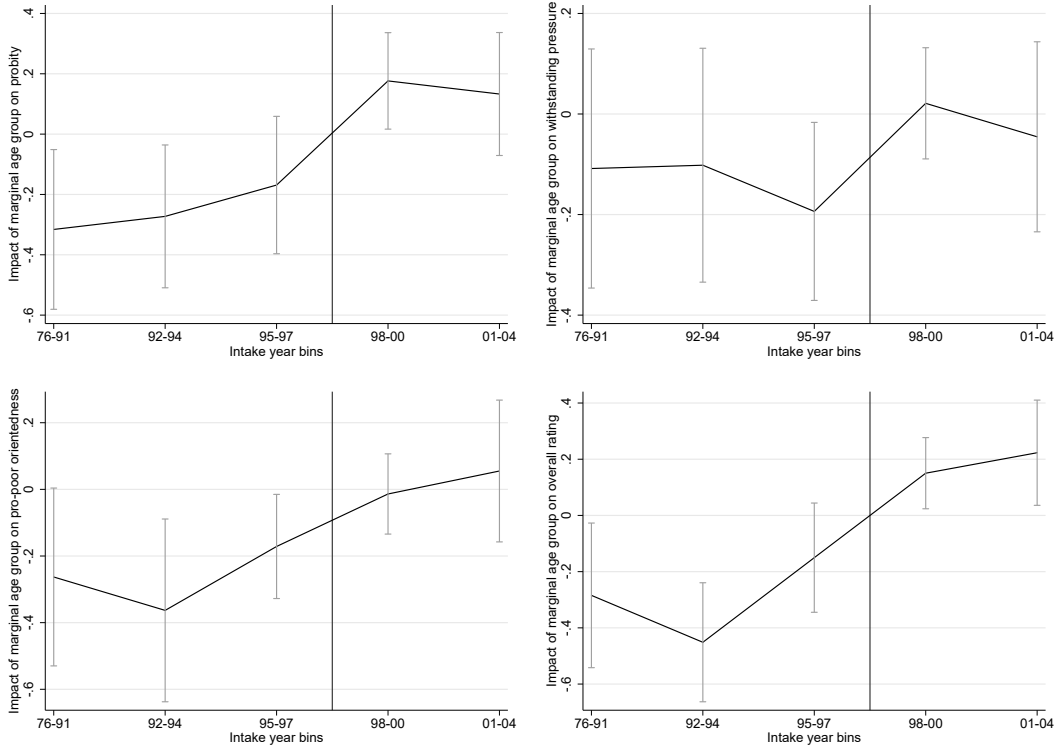 Impact of marginal age group on probity
.4
.2
0
-.2
-.4
-.6
76-91 92-94 95-97 98-00 01-04
Intake year bins
Impact of marginal age group on withstanding pressure
.2
0
-.2
-.4
76-91 92-94 95-97 98-00 01-04
Intake year bins
Impact of marginal age group on pro-poor orientedness
.2
0
-.2
-.4
-.6
76-91 92-94 95-97 98-00 01-04
Intake year bins
Impact of marginal age group on overall rating
.4
.2
0
-.2
-.4
-.6
76-91 92-94 95-97 98-00 01-04
Intake year bins